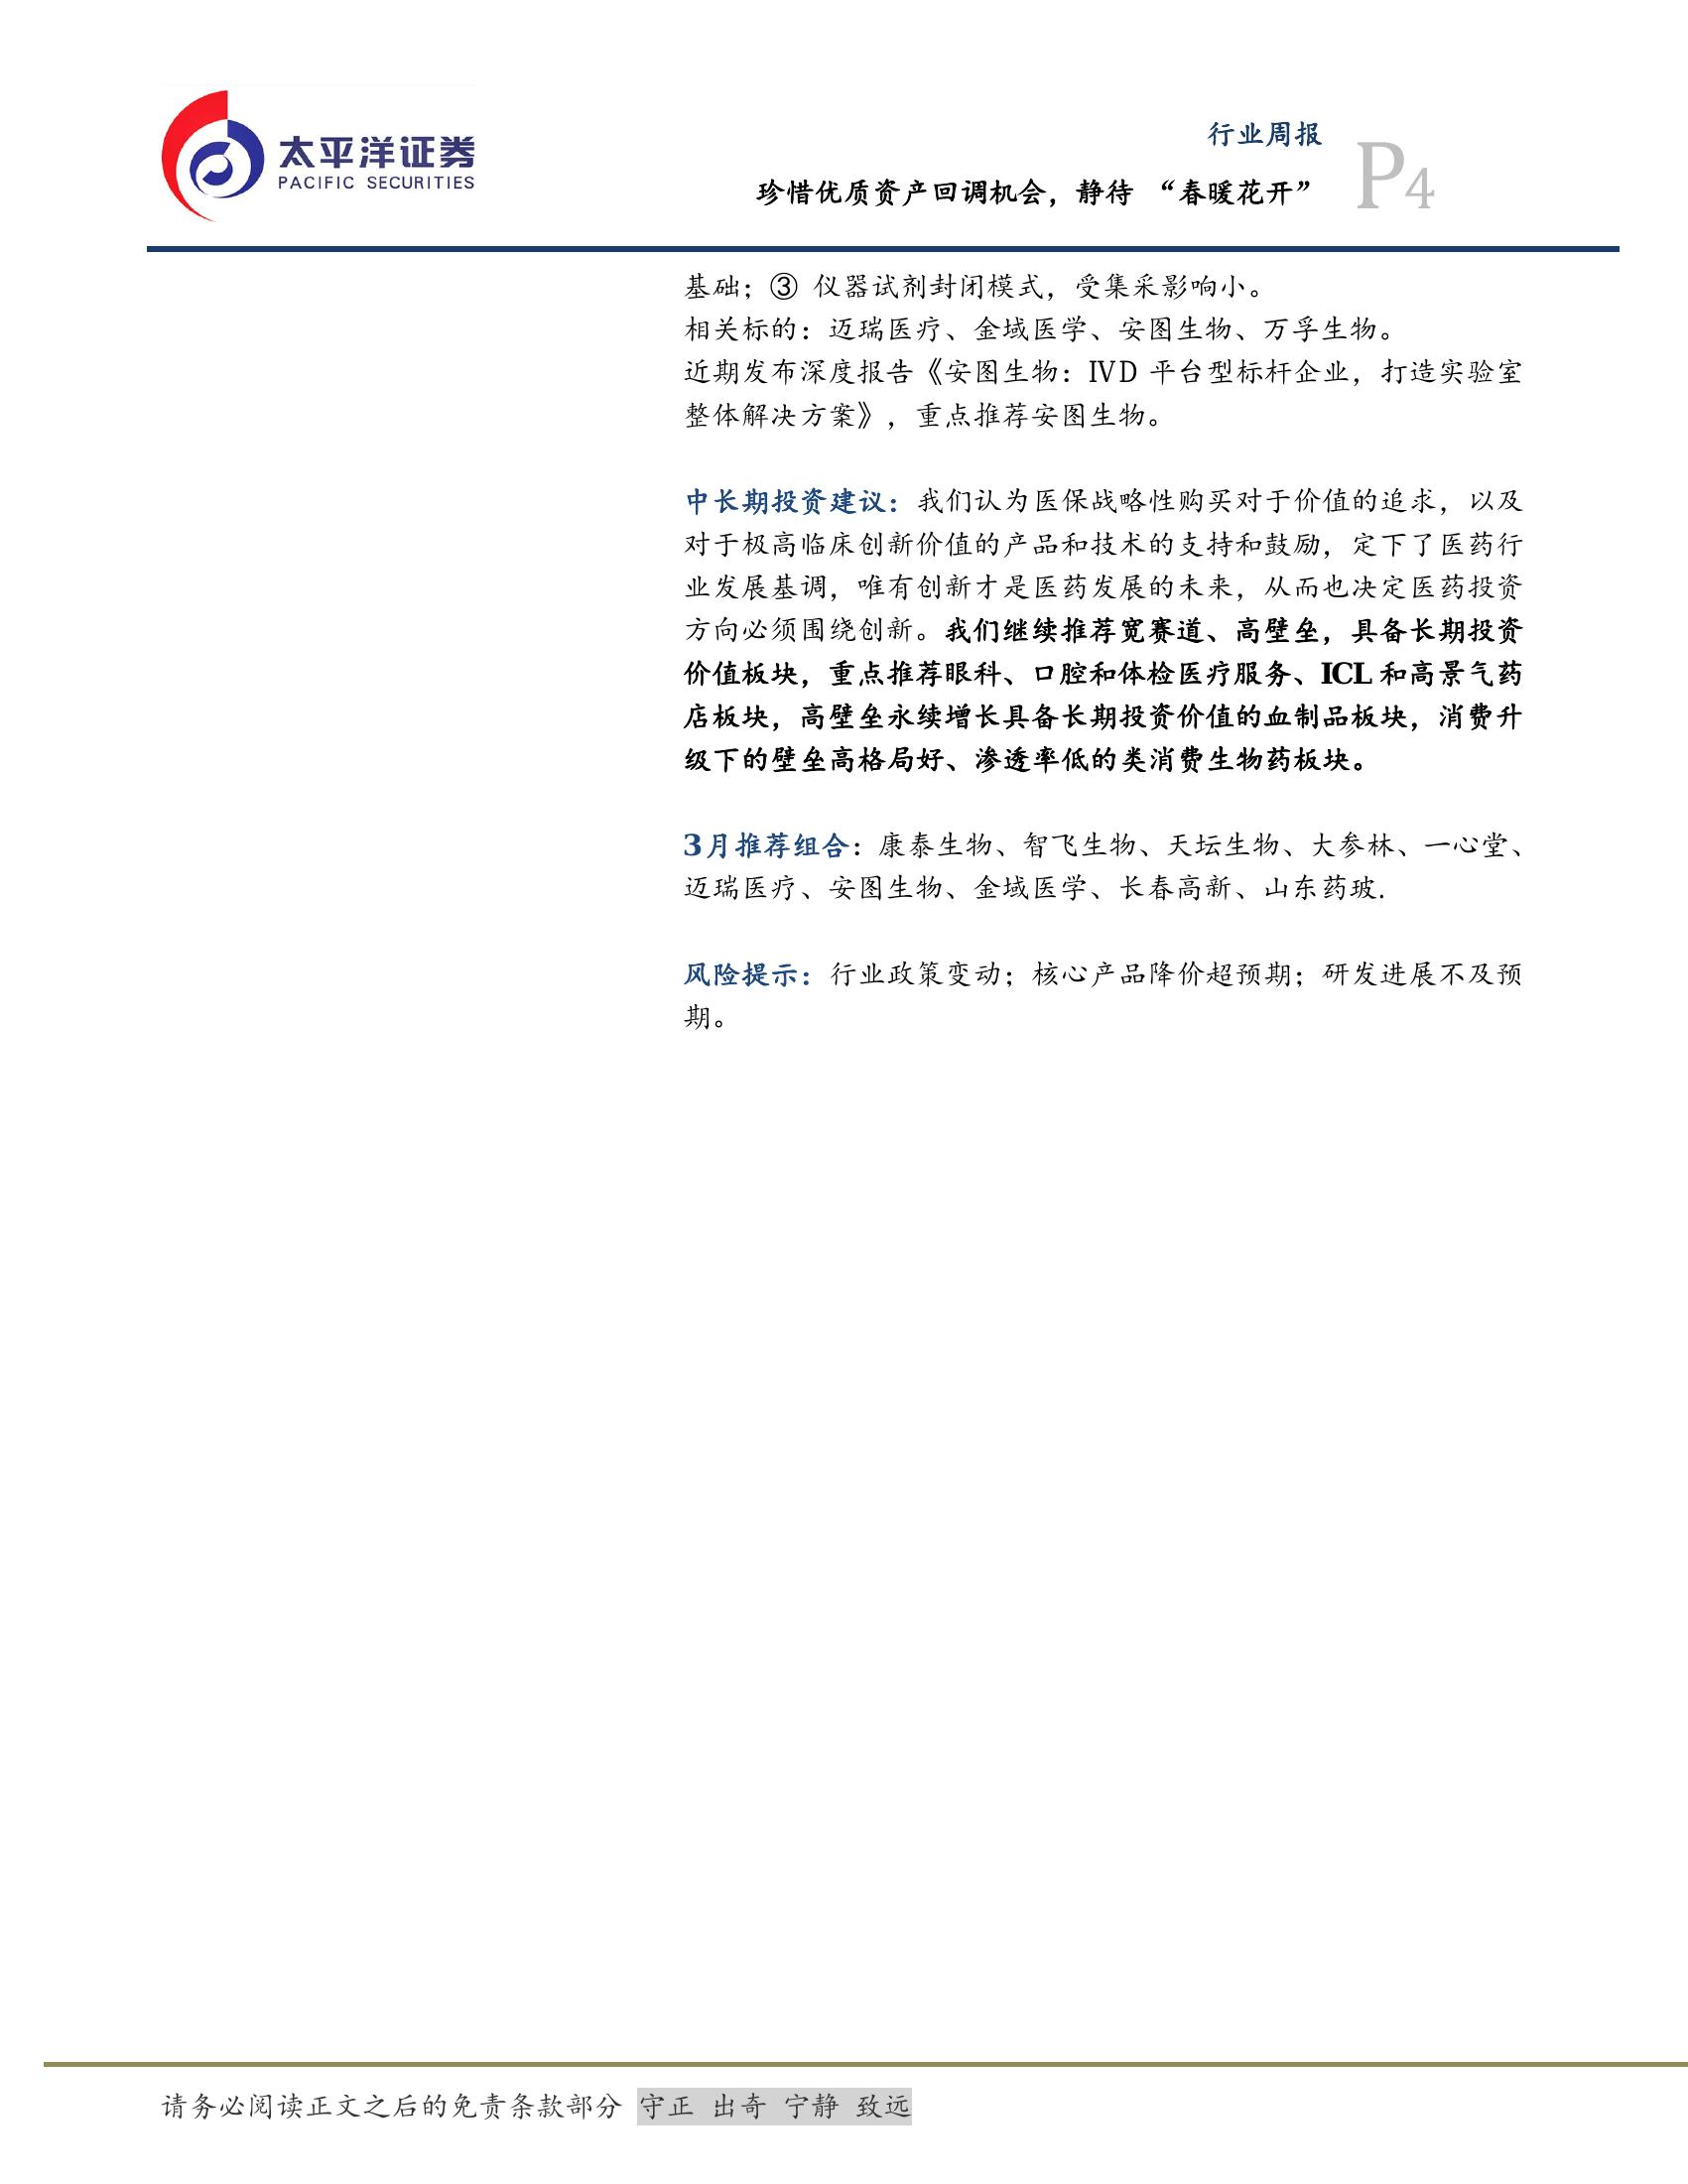 太平洋证券
PACIFIC SECURITIES
行业周报
珍惜优质资产回调机会，静待 “春暖花开”
P4
基础；③ 仪器试剂封闭模式，受集采影响小。
相关标的：迈瑞医疗、金域医学、安图生物、万孚生物。
近期发布深度报告《安图生物：IVD 平台型标杆企业，打造实验室
整体解决方案》，重点推荐安图生物。
中长期投资建议：我们认为医保战略性购买对于价值的追求，以及
对于极高临床创新价值的产品和技术的支持和鼓励，定下了医药行
业发展基调，唯有创新才是医药发展的未来，从而也决定医药投资
方向必须围绕创新。我们继续推荐宽赛道、高壁垒，具备长期投资
价值板块，重点推荐眼科、口腔和体检医疗服务、ICL 和高景气药
店板块，高壁垒永续增长具备长期投资价值的血制品板块，消费升
级下的壁垒高格局好、渗透率低的类消费生物药板块。
3月推荐组合：康泰生物、智飞生物、天坛生物、大参林、一心堂、
迈瑞医疗、安图生物、金域医学、长春高新、山东药玻.
风险提示：行业政策变动；核心产品降价超预期；研发进展不及预
期。
请务必阅读正文之后的免责条款部分 守正 出奇 宁静 致远